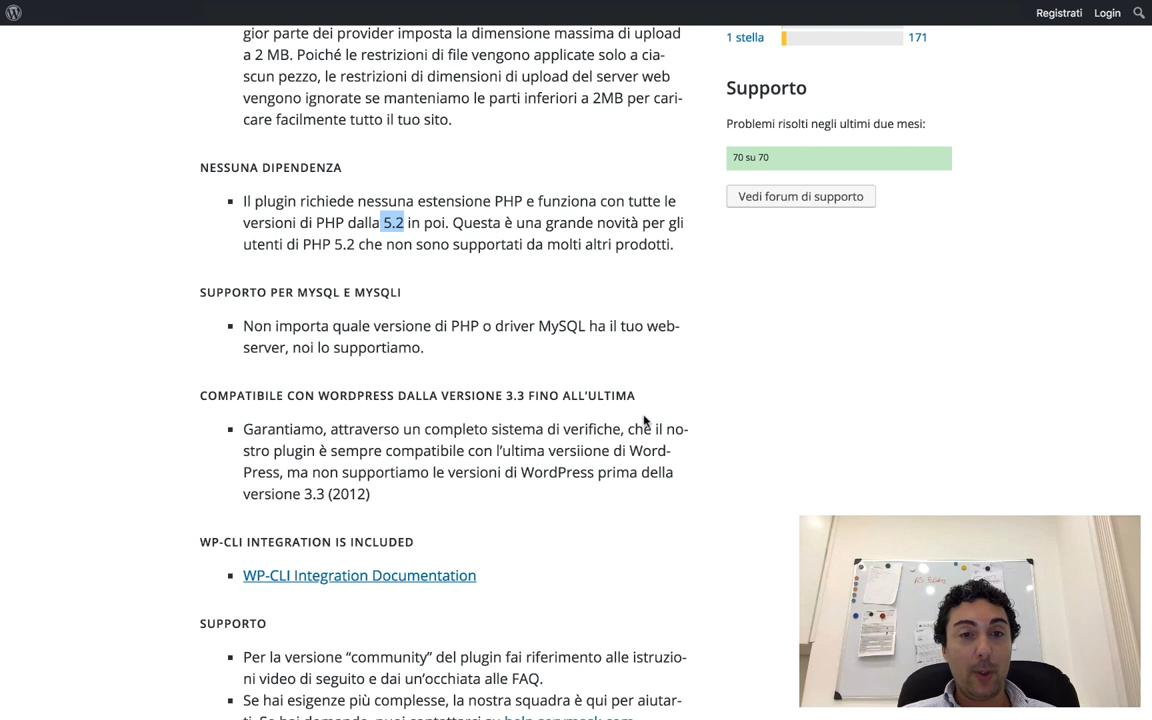 Registrati Login
gior parte dei provider imposta la dimensione massima di upload
a 2 MB. Poiché le restrizioni di file vengono applicate solo a cia-
scun pezzo, le restrizioni di dimensioni di upload del server web
vengono ignorate se manteniamo le parti inferiori a 2MB per cari-
care facilmente tutto il tuo sito.
NESSUNA DIPENDENZA
Il plugin richiede nessuna estensione PHP e funziona con tutte le
versioni di PHP dalla 5.2 in poi. Questa è una grande novità per gli
utenti di PHP 5.2 che non sono supportati da molti altri prodotti.
SUPPORTO PER MYSQL E MYSQLI
Non importa quale versione di PHP o driver MySQL ha il tuo web-
server, noi lo supportiamo.
COMPATIBILE CON WORDPRESS DALLA VERSIONE 3.3 FINO ALL’ULTIMA
Garantiamo, attraverso un completo sistema di verifiche, che il no-
stro plugin è sempre compatibile con l’ultima versiione di Word-
Press, ma non supportiamo le versioni di WordPress prima della
versione 3.3 (2012)
WP-CLI INTEGRATION IS INCLUDED
WP-CLI Integration Documentation
SUPPORTO
Per la versione “community” del plugin fai riferimento alle istruzio-
ni video di seguito e dai un’occhiata alle FAQ.
Se hai esigenze più complesse, la nostra squadra è qui per aiutar-
ti. Se hai domande, puoi contattarci su help.servmask.com
1 stella 171
Supporto
Problemi risolti negli ultimi due mesi:
70 su 70
Vedi forum di supporto